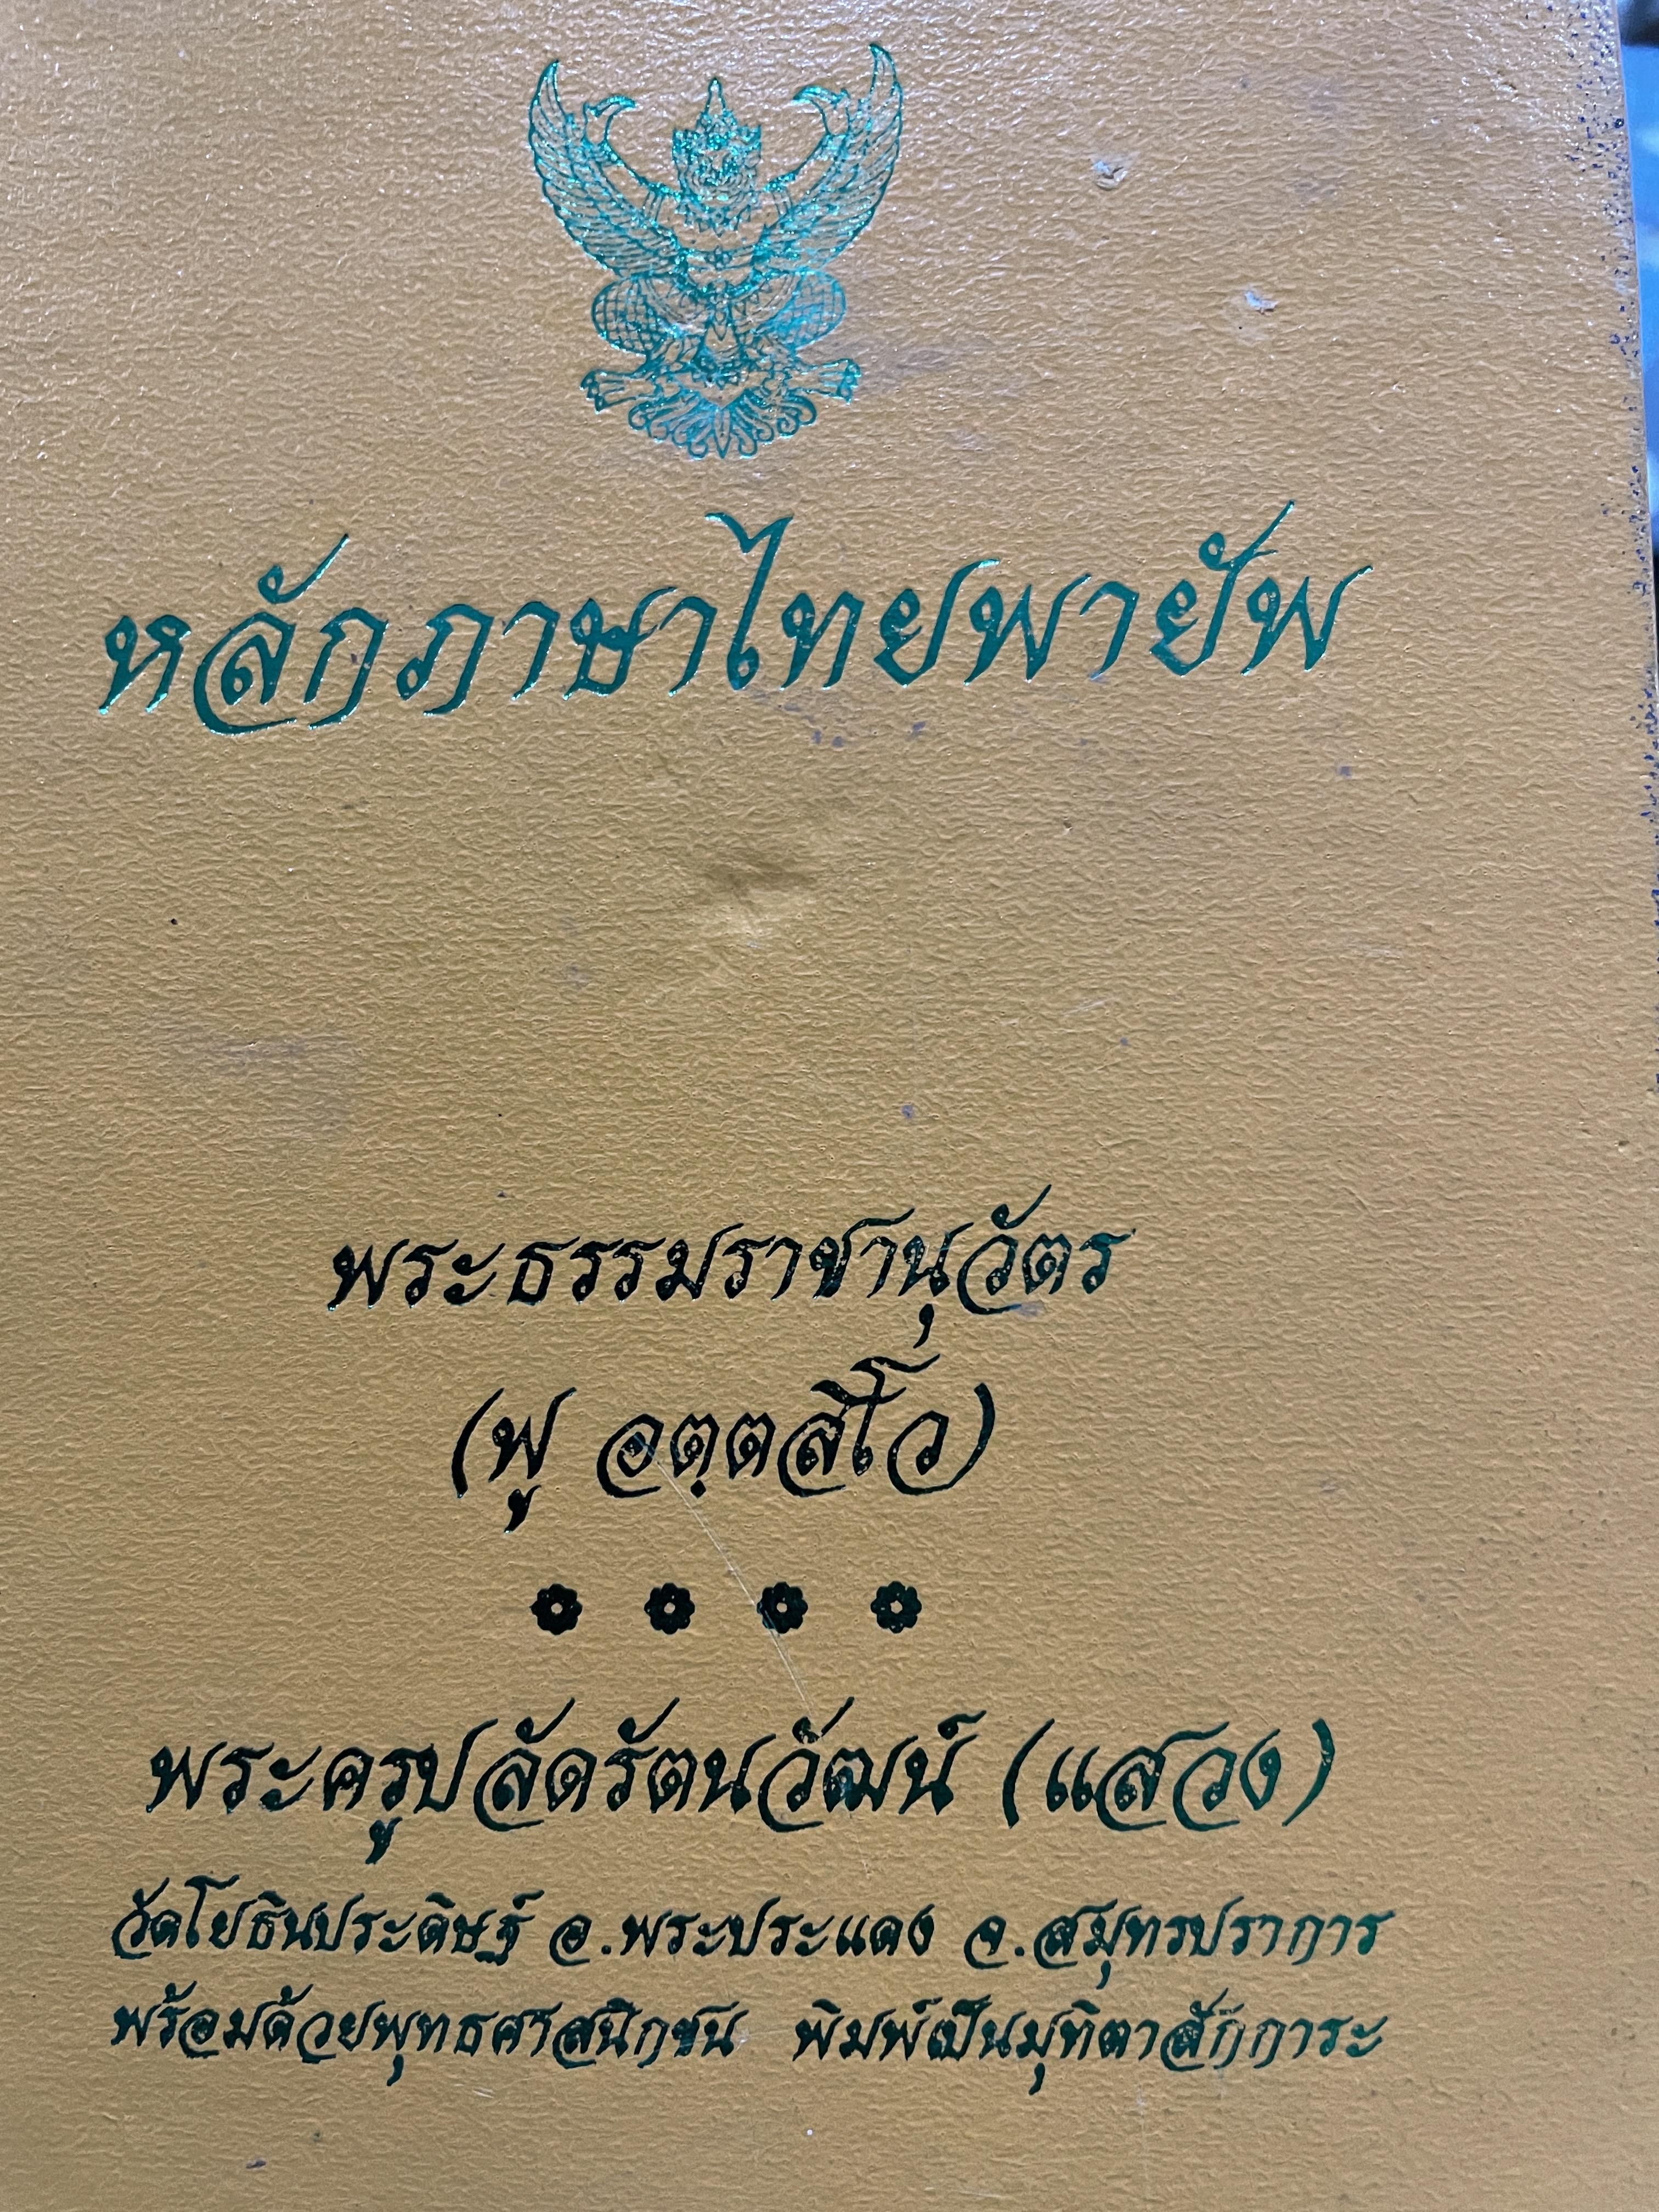 หลักภาษาไทยพายัพ
พระธรรมราชานุวัตร
(ฟู อตฺตสิโว)
พระครูปลัดรัตนวัฒน์ (แสวง)
วัดโยธินประดิษฐ์ อ.พระประแดง จ.สมุทรปราการ
พร้อมด้วยพุทธศาสนิกชน พิมพ์เป็นมุทิตาสักการะ